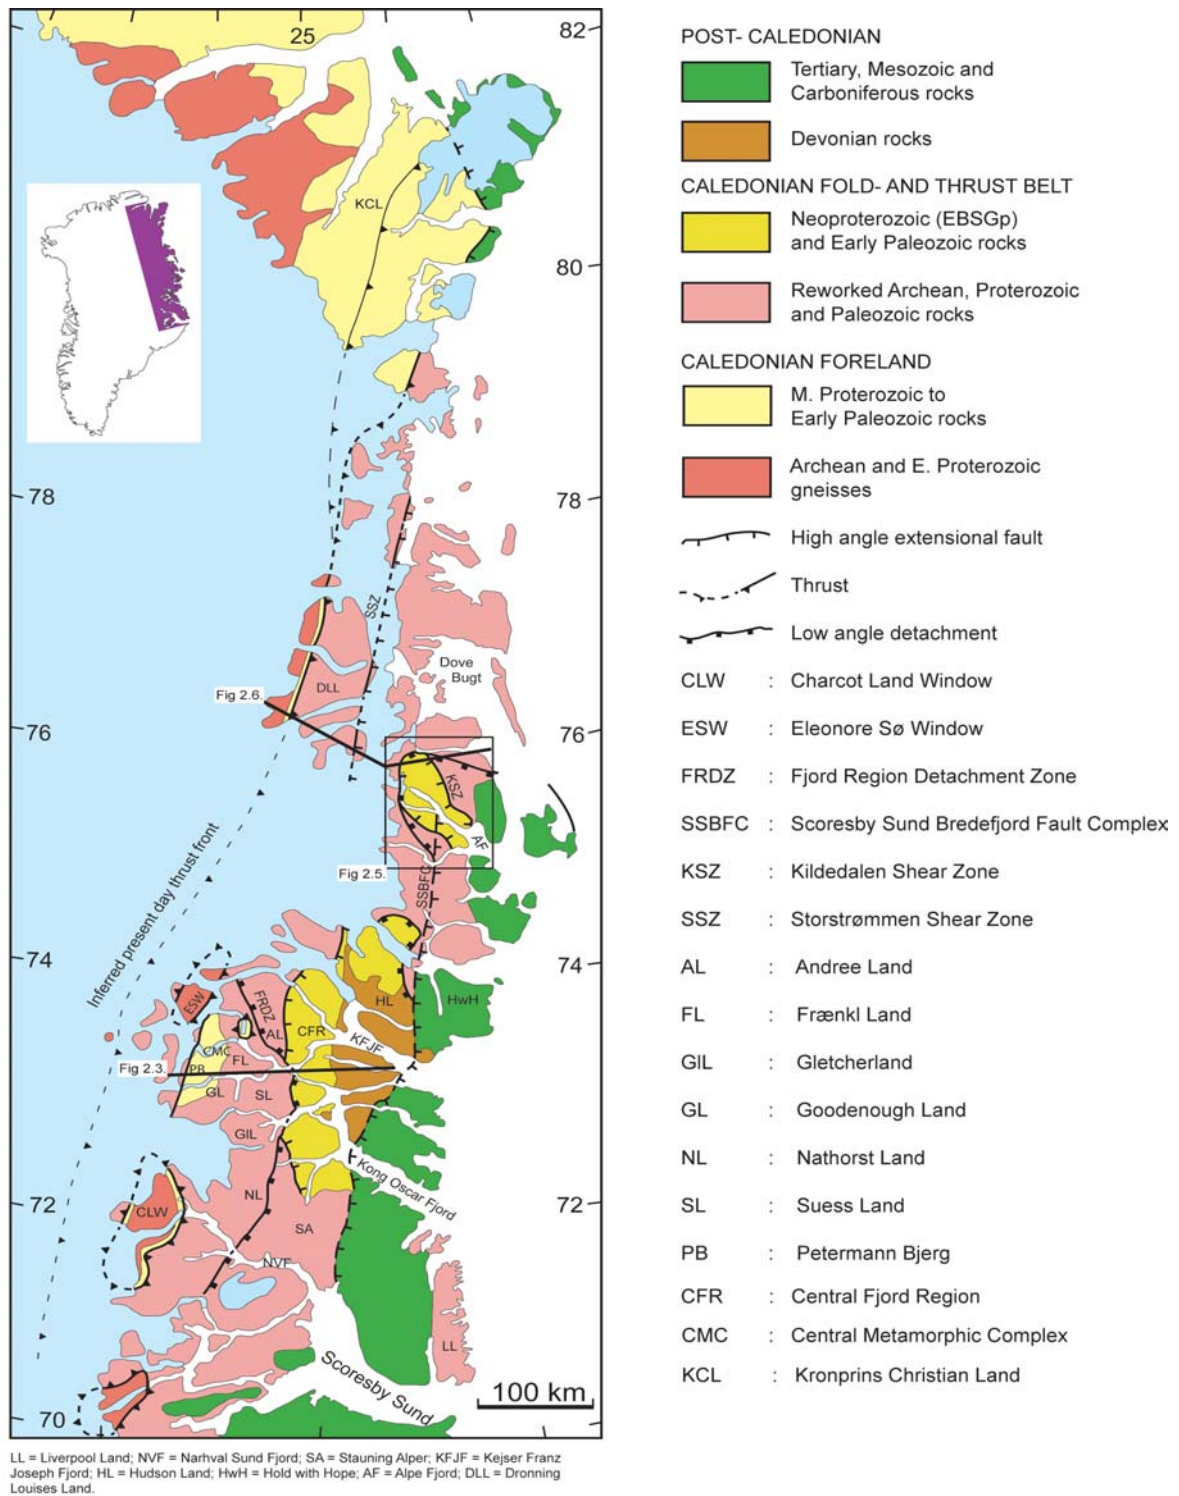 25
82
KCL
80
78
78
SSZ
Dove
Bugt
DLL
Fig 2.6.
76
76
KSZ
AF
Fig 2.5.
SSBFC
Inferred present day thrust front
74
74
ESW
FRDZ
HL
HwH
AL
CFR
KFJF
CMC
FL
PB
Fig 2.3.
GL
SL
GIL
Kong Oscar Fjord
NL
72
72
CLW
SA
NVF
LL
Scoresby Sund
100 km
70
LL = Liverpool Land; NVF = Narhval Sund Fjord; SA = Stauning Alper; KFJF = Kejser Franz
Joseph Fjord; HL = Hudson Land; HwH = Hold with Hope; AF = Alpe Fjord; DLL = Dronning
Louises Land.
POST- CALEDONIAN
Tertiary, Mesozoic and
Carboniferous rocks
Devonian rocks
CALEDONIAN FOLD- AND THRUST BELT
Neoproterozoic (EBSGp)
and Early Paleozoic rocks
Reworked Archean, Proterozoic
and Paleozoic rocks
CALEDONIAN FORELAND
M. Proterozoic to
Early Paleozoic rocks
Archean and E. Proterozoic
gneisses
High angle extensional fault
Thrust
Low angle detachment
CLW : Charcot Land Window
ESW : Eleonore Sø Window
FRDZ : Fjord Region Detachment Zone
SSBFC : Scoresby Sund Bredefjord Fault Complex
KSZ : Kildedalen Shear Zone
SSZ : Storstrømmen Shear Zone
AL : Andree Land
FL : Frænkl Land
GIL : Gletcherland
GL : Goodenough Land
NL : Nathorst Land
SL : Suess Land
PB : Petermann Bjerg
CFR : Central Fjord Region
CMC : Central Metamorphic Complex
KCL : Kronprins Christian Land